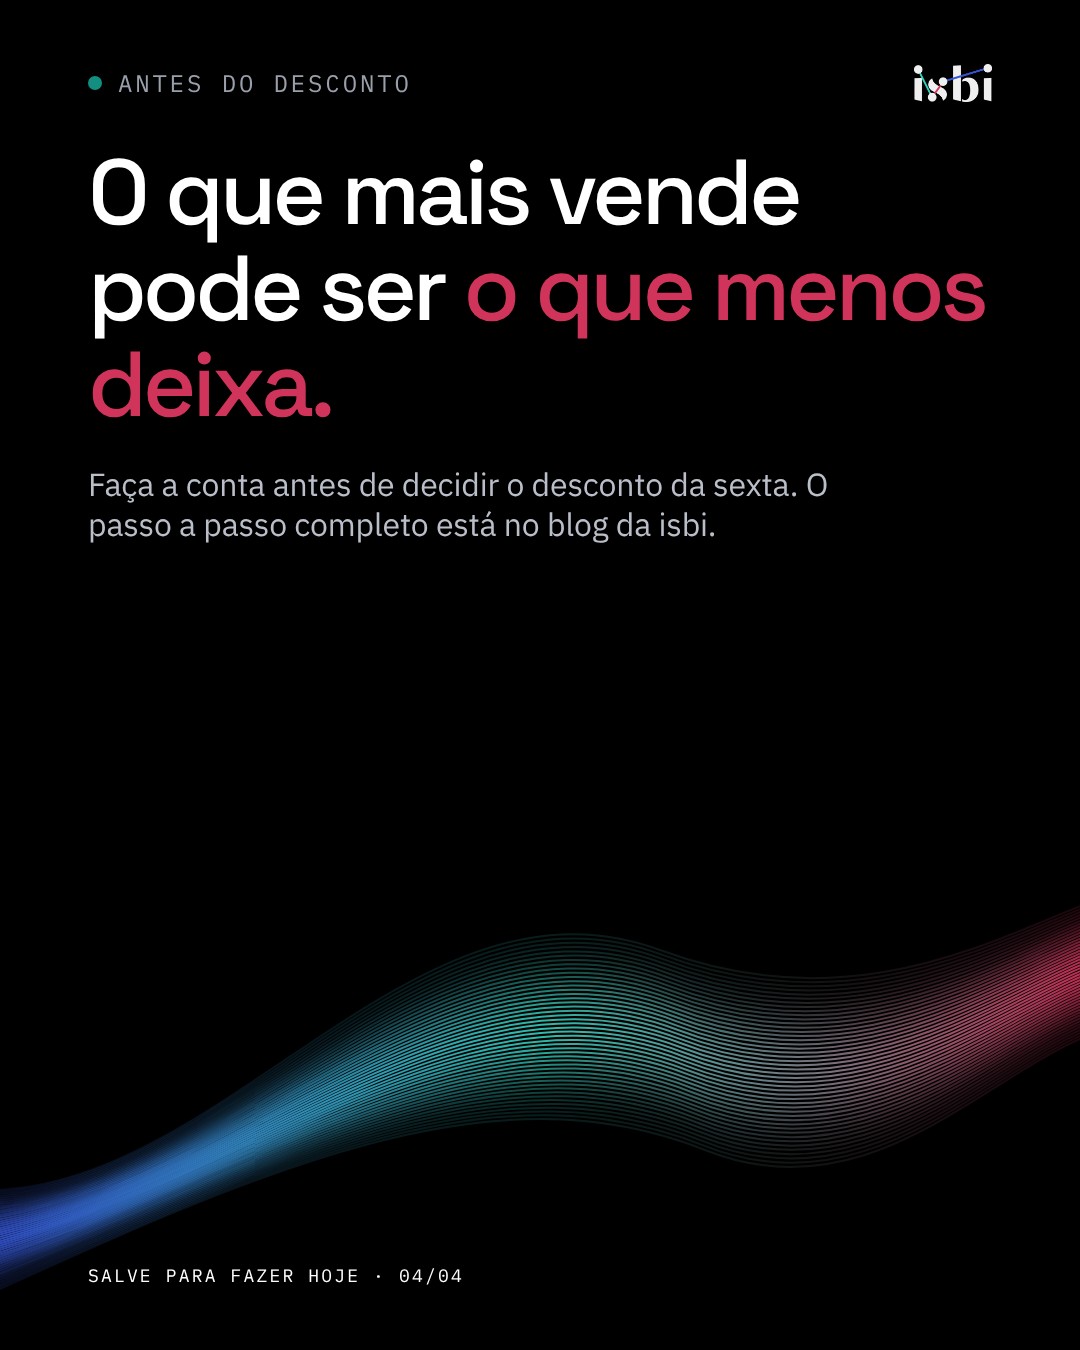 ANTES DO DESCONTO
isbi
O que mais vende
pode ser o que menos
deixa.
Faça a conta antes de decidir o desconto da sexta. O
passo a passo completo está no blog da isbi.
SALVE PARA FAZER HOJE · 04/04